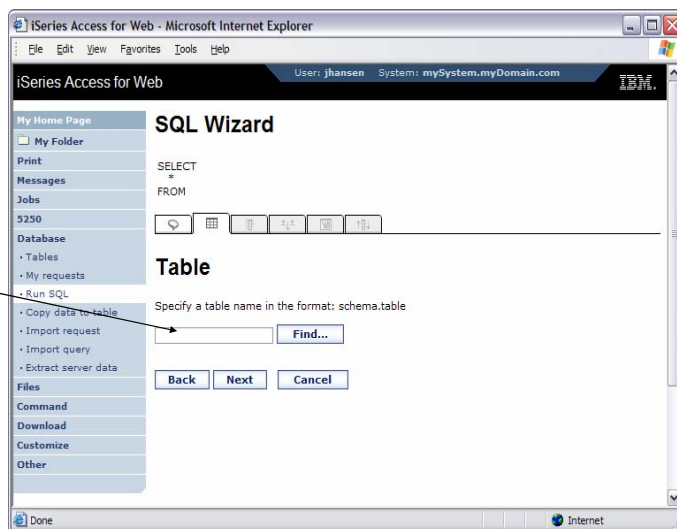 iSeries Access for Web - Microsoft Internet Explorer
File Edit View Favorites Tools Help
iSeries Access for Web
User: jhansen System: mySystem.myDomain.com
IBM.
My Home Page
My Folder
Print
Messages
Jobs
5250
Database
• Tables
• My requests
• Run SQL
• Copy data to table
• Import request
• Import query
• Extract server data
Files
Command
Download
Customize
Other
SQL Wizard
SELECT
*
FROM
Table
Specify a table name in the format: schema.table
Find...
Back Next Cancel
Done
Internet